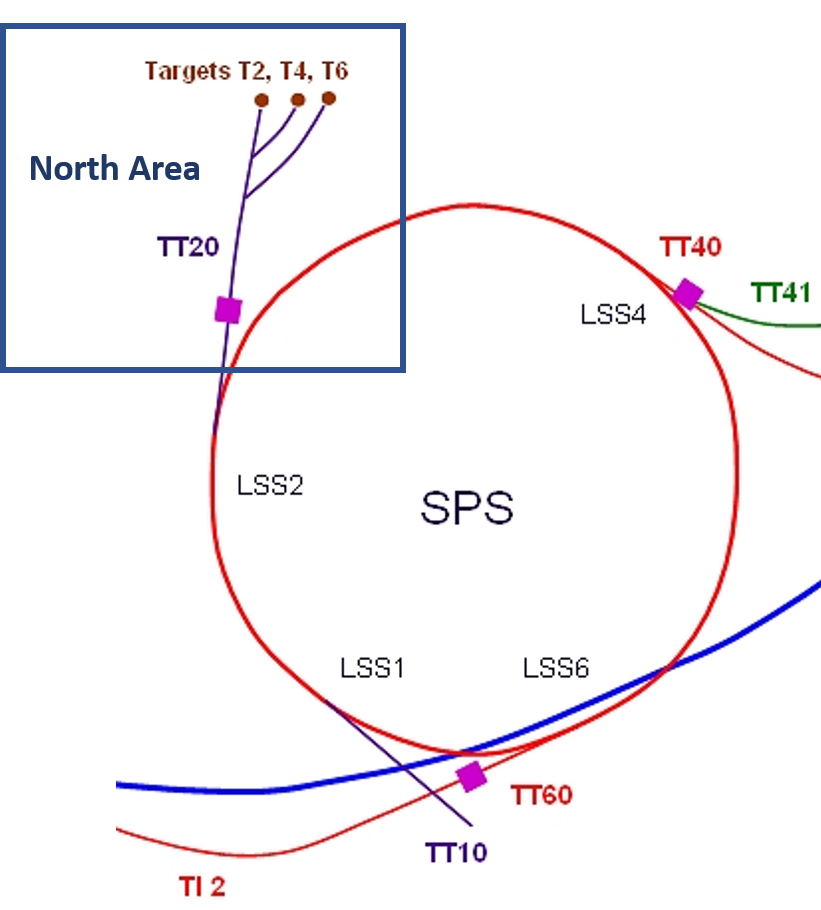 Targets T2, T4, T6
North Area
TT20
TT40
TT41
LSS4
LSS2
SPS
LSS1
LSS6
TT60
TT10
TI 2